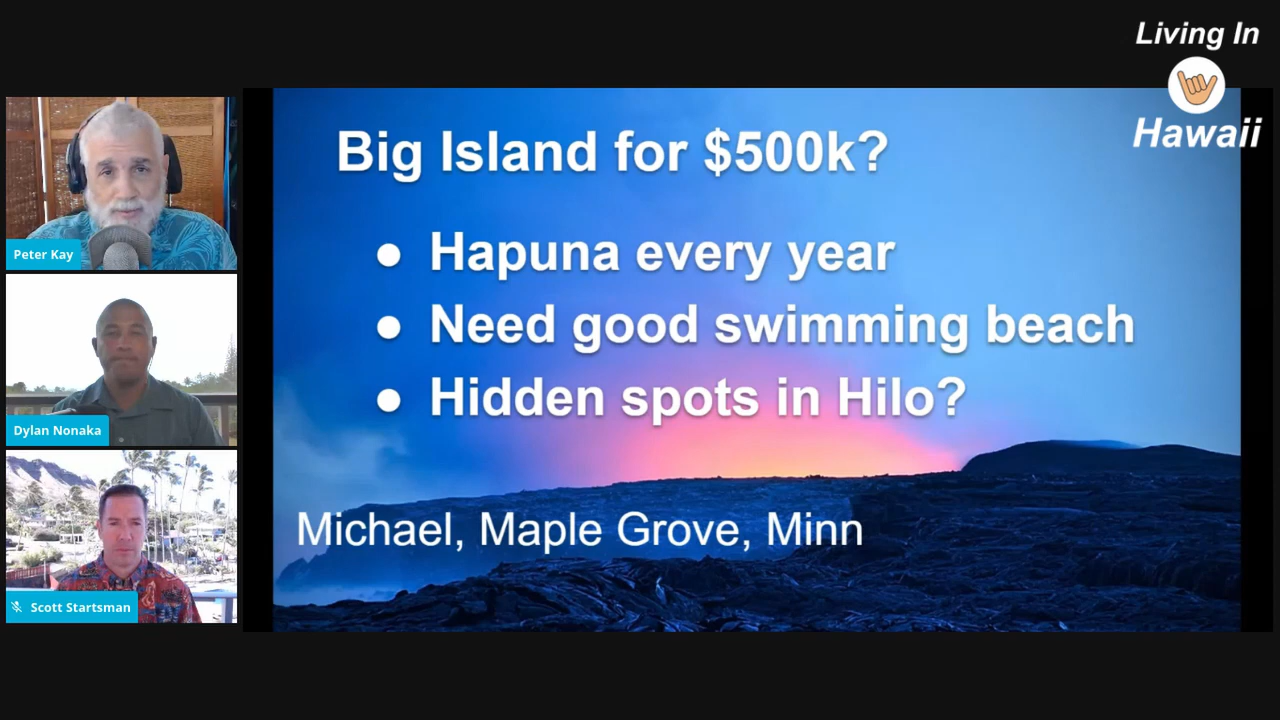 Living In
Hawaii
Big Island for $500k?
● Hapuna every year
● Need good swimming beach
● Hidden spots in Hilo?
Michael, Maple Grove, Minn
Peter Kay
Dylan Nonaka
Scott Startsman